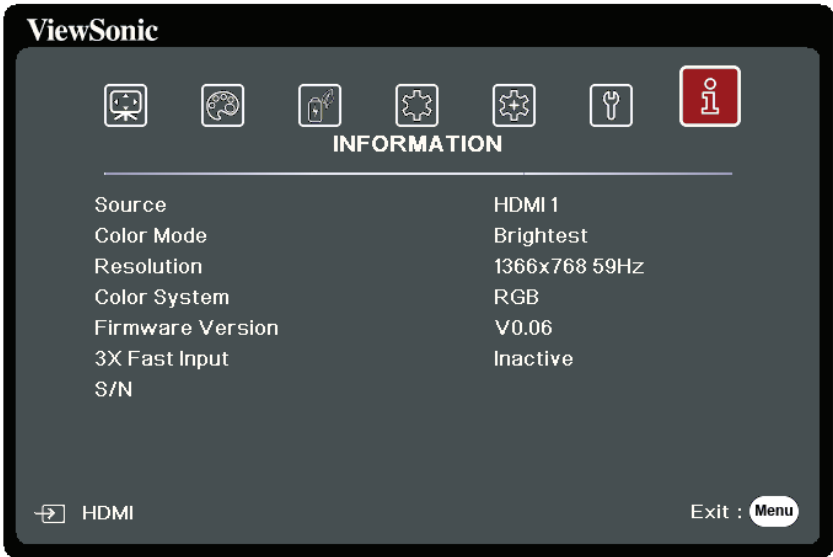 ViewSonic
INFORMATION
Source HDMI 1
Color Mode Brightest
Resolution 1366x768 59Hz
Color System RGB
Firmware Version V0.06
3X Fast Input Inactive
S/N
HDMI Exit : Menu